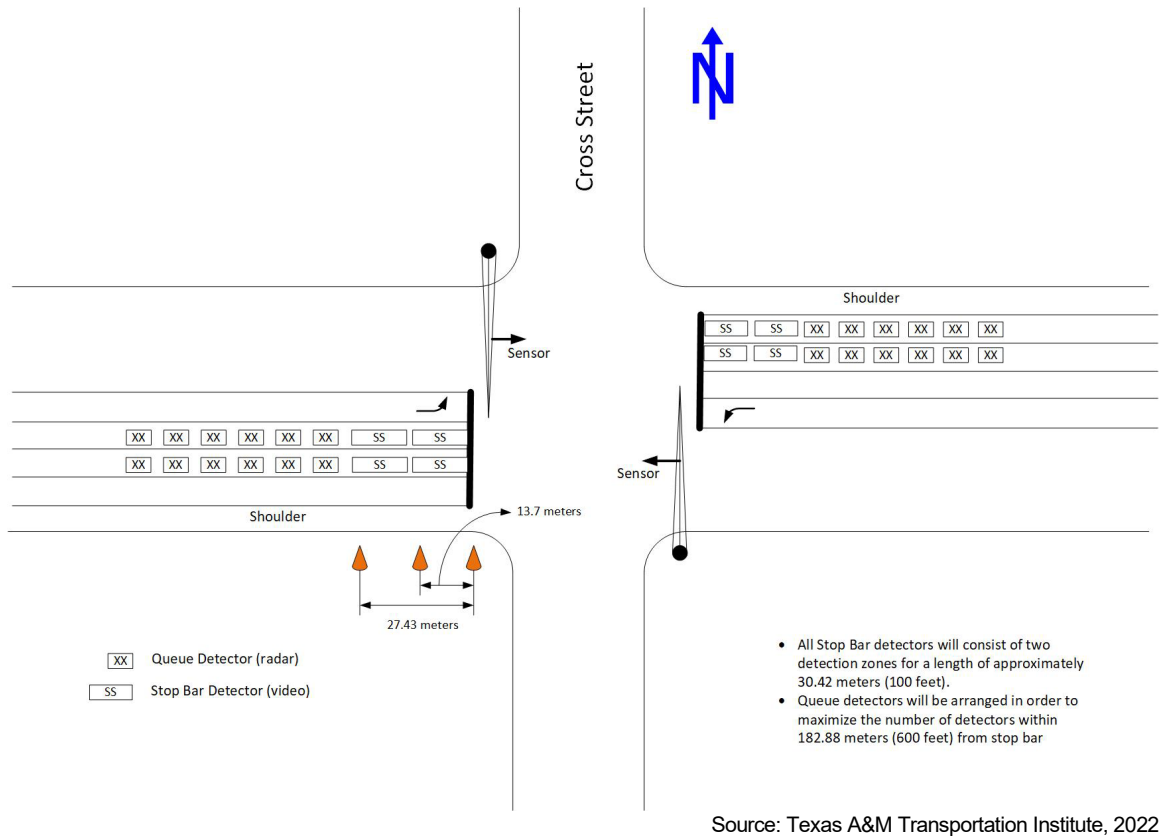 Cross Street
N
Shoulder
SS SS XX XX XX XX XX XX
SS SS XX XX XX XX XX XX
Sensor
XX XX XX XX XX XX SS SS
XX XX XX XX XX XX SS SS
Sensor
Shoulder
13.7 meters
27.43 meters
XX Queue Detector (radar)
SS Stop Bar Detector (video)
• All Stop Bar detectors will consist of two
detection zones for a length of approximately
30.42 meters (100 feet).
• Queue detectors will be arranged in order to
maximize the number of detectors within
182.88 meters (600 feet) from stop bar
Source: Texas A&M Transportation Institute, 2022